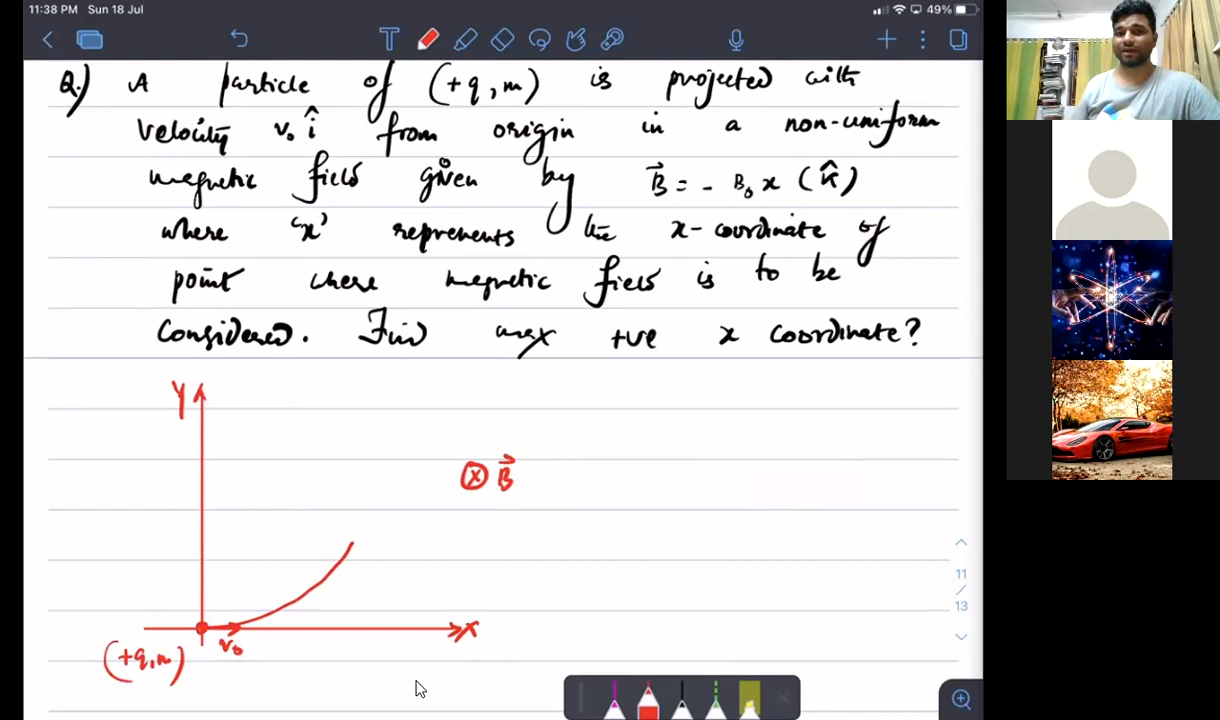 11:38 PM Sun 18 Jul
49%
Q.) A particle of (+q, m) is projected with
velocity v₀ î from origin in a non-uniform
magnetic field given by B⃗ = - B₀ x (k̂)
where 'x' represents the x-coordinate of
point where magnetic field is to be
considered. Find max +ve x coordinate?
Y
⊗ B⃗
X
v₀
(+q, m)
11
/
13